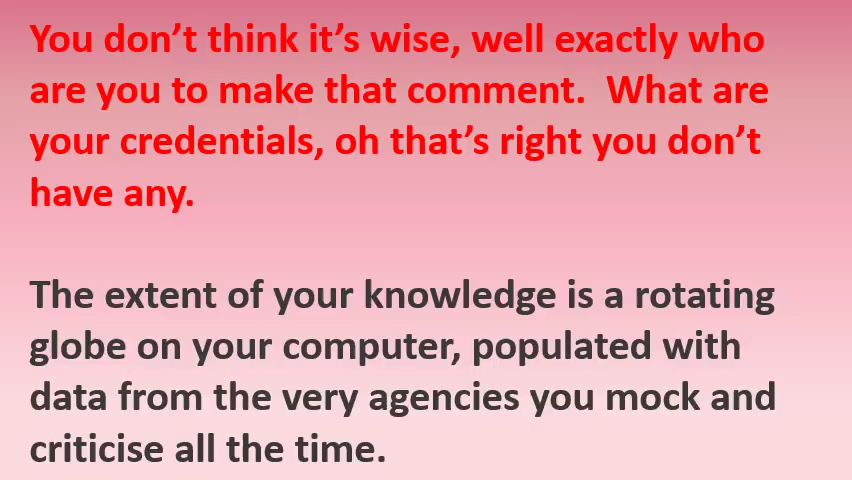 You don’t think it’s wise, well exactly who
are you to make that comment.  What are
your credentials, oh that’s right you don’t
have any.
The extent of your knowledge is a rotating
globe on your computer, populated with
data from the very agencies you mock and
criticise all the time.